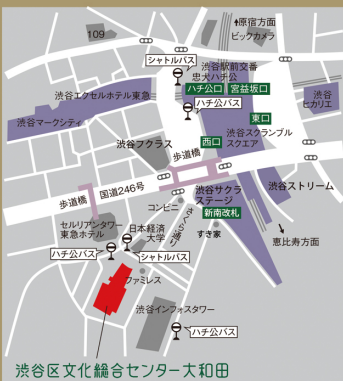 ↑原宿方面
ビックカメラ
109
シャトルバス
渋谷駅前交番
忠犬ハチ公
ハチ公口
宮益坂口
渋谷エクセルホテル東急
ハチ公バス
渋谷
ヒカリエ
東口
渋谷マークシティ
渋谷フクラス
西口
渋谷スクランブル
スクエア
歩道橋
渋谷サクラ
ステージ
渋谷ストリーム
国道246号
歩道橋
コンビニ
さくら通り
新南改札
セルリアンタワー
東急ホテル
日本経済
大学
すき家
恵比寿方面
ハチ公バス
シャトルバス
ファミレス
渋谷インフォスタワー
ハチ公バス
渋谷区文化総合センター大和田